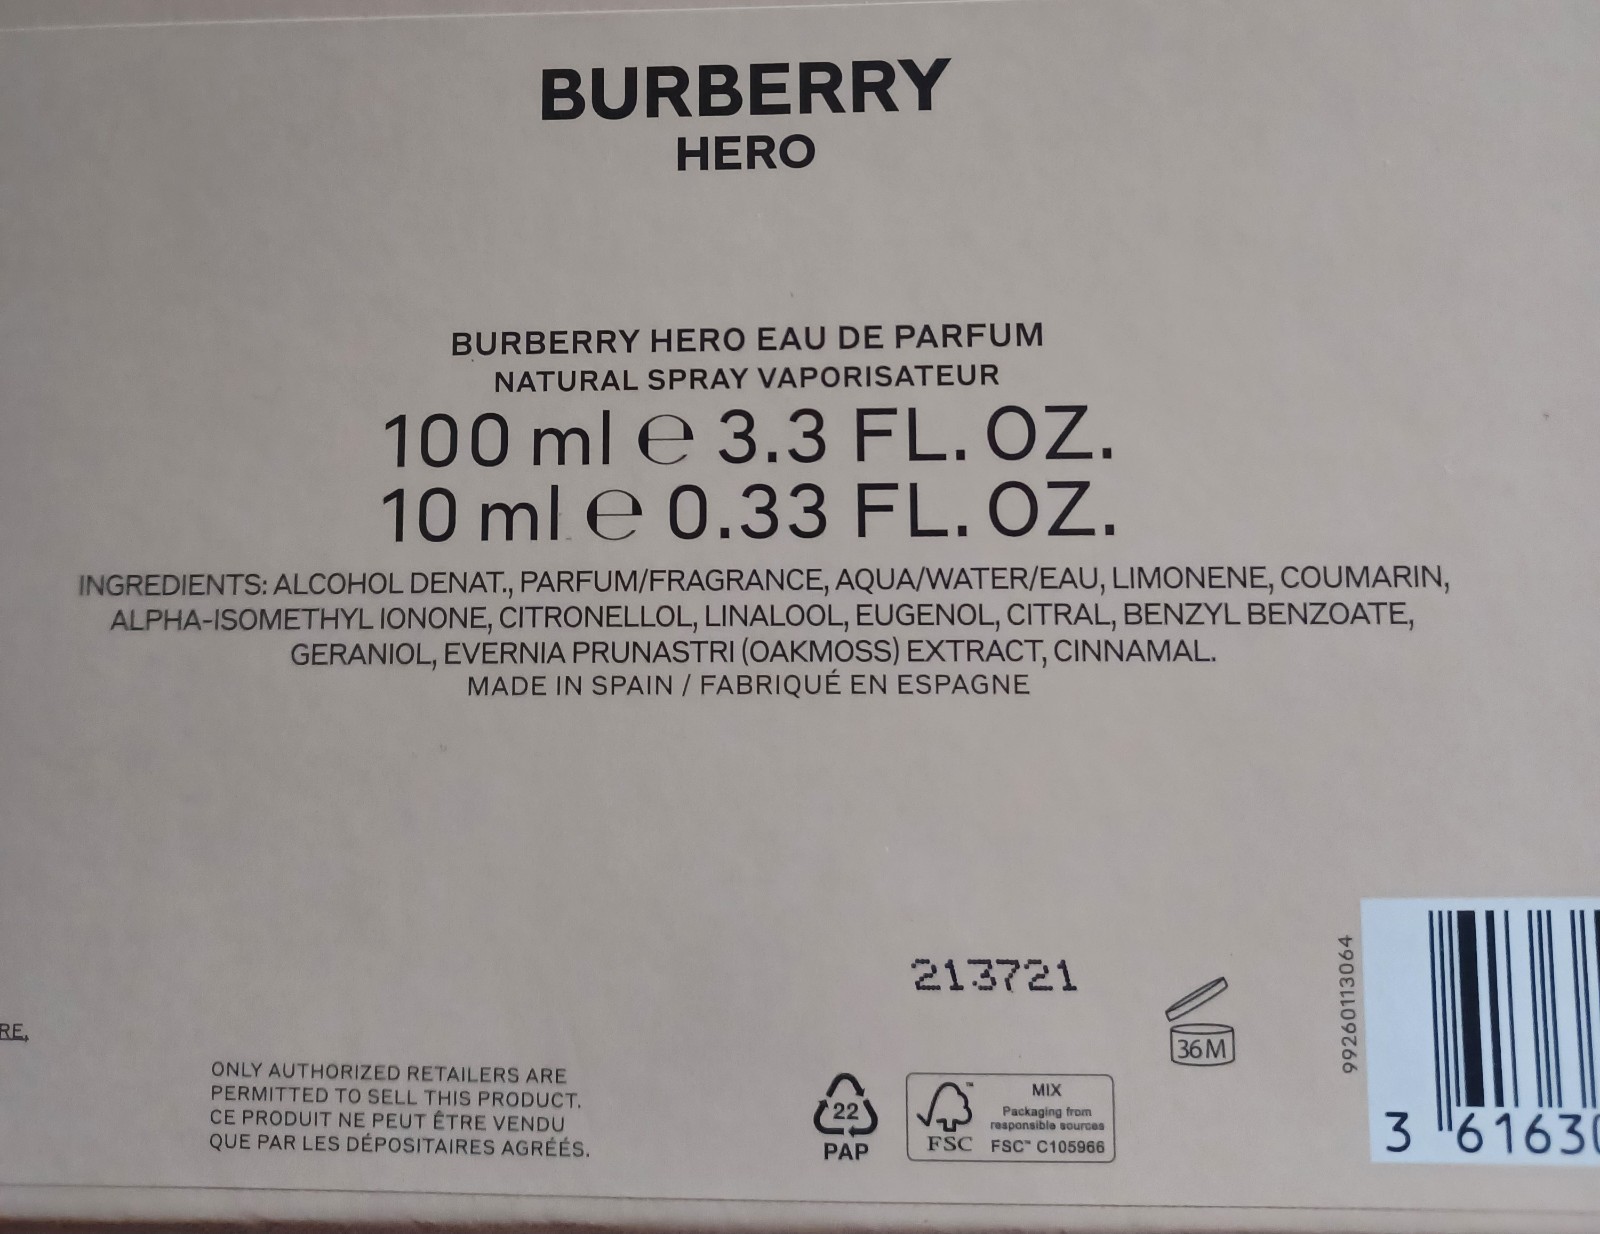 BURBERRY
HERO
BURBERRY HERO EAU DE PARFUM
NATURAL SPRAY VAPORISATEUR
100 ml ℮ 3.3 FL. OZ.
10 ml ℮ 0.33 FL. OZ.
INGREDIENTS: ALCOHOL DENAT., PARFUM/FRAGRANCE, AQUA/WATER/EAU, LIMONENE, COUMARIN,
ALPHA-ISOMETHYL IONONE, CITRONELLOL, LINALOOL, EUGENOL, CITRAL, BENZYL BENZOATE,
GERANIOL, EVERNIA PRUNASTRI (OAKMOSS) EXTRACT, CINNAMAL.
MADE IN SPAIN / FABRIQUÉ EN ESPAGNE
213721
36M
99260113064
RE,
ONLY AUTHORIZED RETAILERS ARE
PERMITTED TO SELL THIS PRODUCT.
CE PRODUIT NE PEUT ÊTRE VENDU
QUE PAR LES DÉPOSITAIRES AGRÉÉS.
22
PAP
FSC™
MIX
Packaging from
responsible sources
FSC™ C105966
3 61630